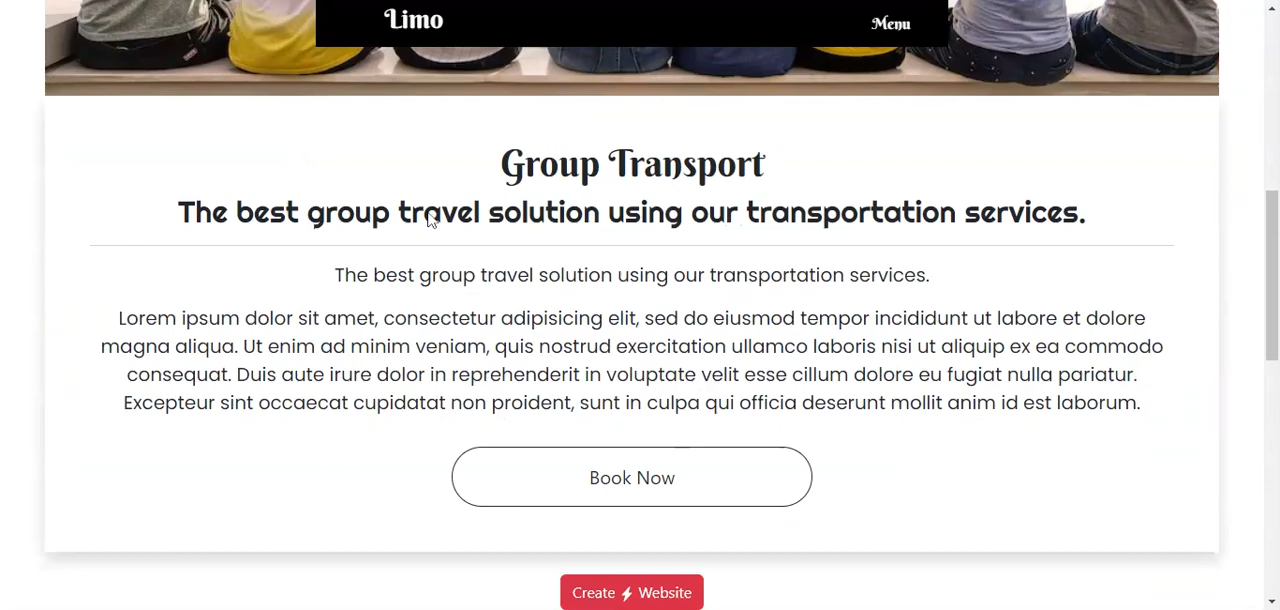 Limo
Menu
Group Transport
The best group travel solution using our transportation services.
The best group travel solution using our transportation services.
Lorem ipsum dolor sit amet, consectetur adipisicing elit, sed do eiusmod tempor incididunt ut labore et dolore
magna aliqua. Ut enim ad minim veniam, quis nostrud exercitation ullamco laboris nisi ut aliquip ex ea commodo
consequat. Duis aute irure dolor in reprehenderit in voluptate velit esse cillum dolore eu fugiat nulla pariatur.
Excepteur sint occaecat cupidatat non proident, sunt in culpa qui officia deserunt mollit anim id est laborum.
Book Now
Create Website